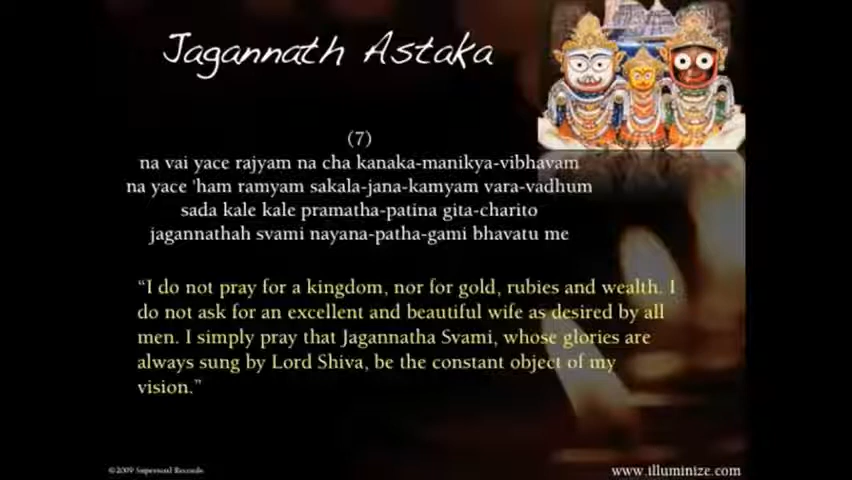 Jagannath Astaka
(7)
na vai yace rajyam na cha kanaka-manikya-vibhavam
na yace 'ham ramyam sakala-jana-kamyam vara-vadhum
sada kale kale pramatha-patina gita-charito
jagannathah svami nayana-patha-gami bhavatu me
“I do not pray for a kingdom, nor for gold, rubies and wealth. I
do not ask for an excellent and beautiful wife as desired by all
men. I simply pray that Jagannatha Svami, whose glories are
always sung by Lord Shiva, be the constant object of my
vision.”
©2009 Supersoul Records
www.illuminize.com